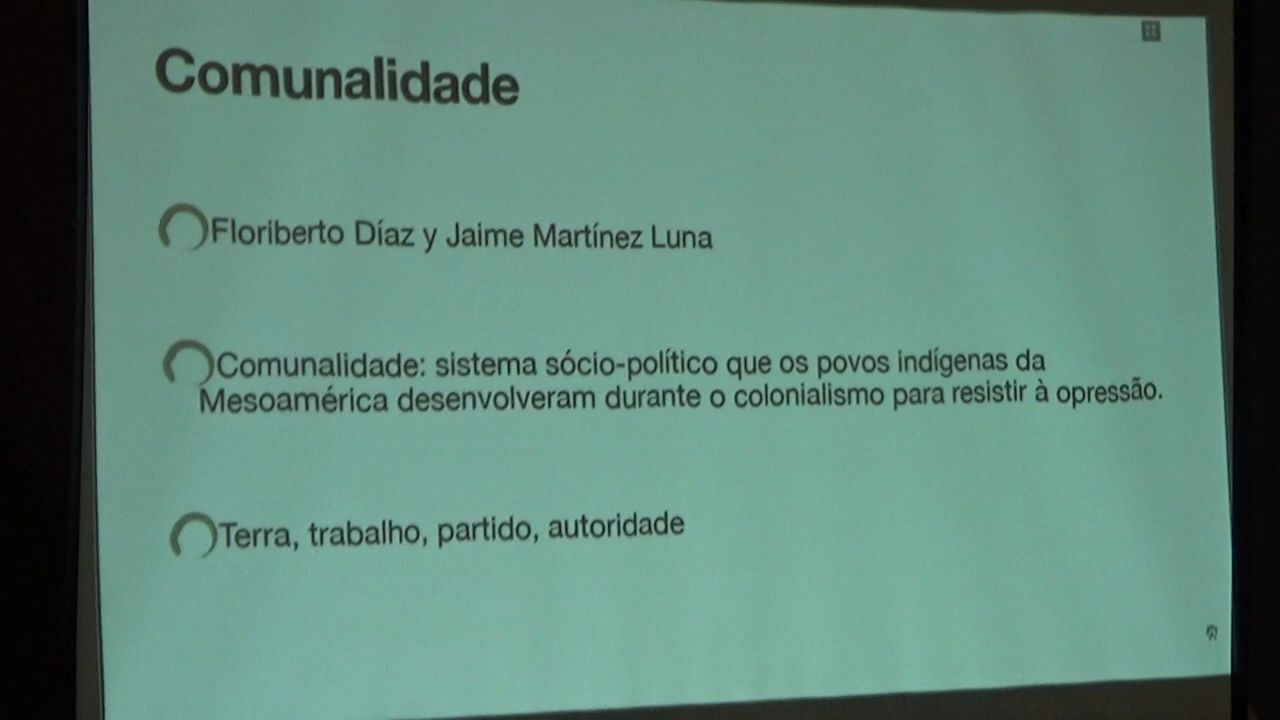 Comunalidade
Floriberto Díaz y Jaime Martínez Luna
Comunalidade: sistema sócio-político que os povos indígenas da
Mesoamérica desenvolveram durante o colonialismo para resistir à opressão.
Terra, trabalho, partido, autoridade